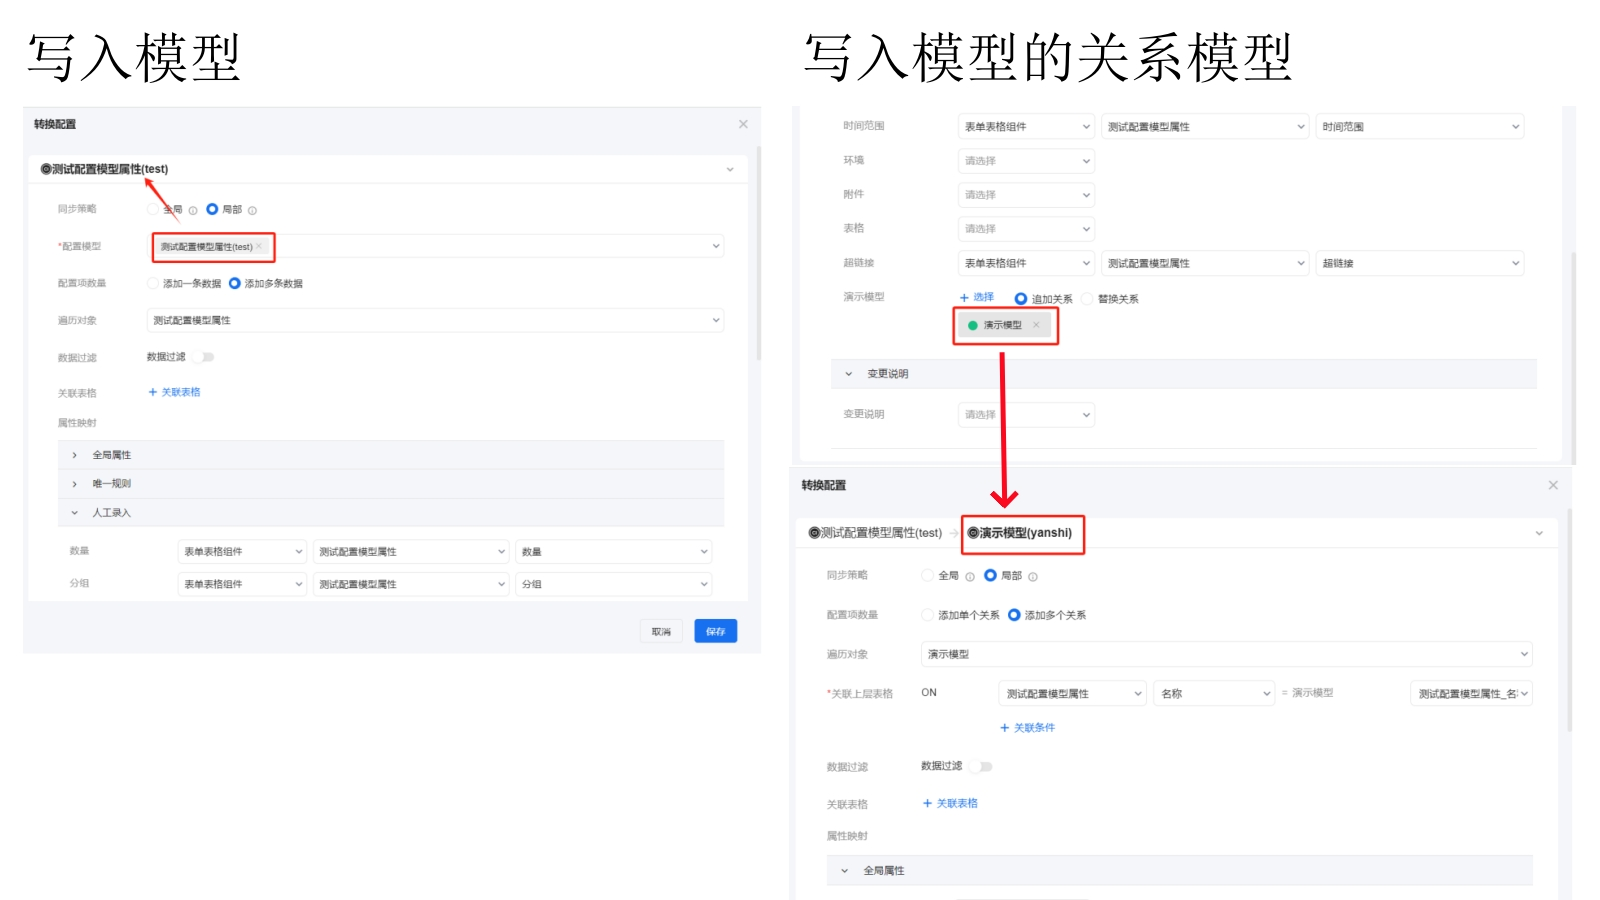 写入模型
转换配置
◎测试配置模型属性(test)
同步策略 全局 局部
*配置模型 测试配置模型属性(test) ×
配置项数量 添加一条数据 添加多条数据
遍历对象 测试配置模型属性
数据过滤 数据过滤
关联表格 + 关联表格
属性映射
全局属性
唯一规则
人工录入
数量 表单表格组件 测试配置模型属性 数量
分组 表单表格组件 测试配置模型属性 分组
取消 保存
写入模型的关系模型
时间范围 表单表格组件 测试配置模型属性 时间范围
环境 请选择
附件 请选择
表格 请选择
超链接 表单表格组件 测试配置模型属性 超链接
演示模型 + 选择 追加关系 替换关系
演示模型 ×
变更说明
变更说明 请选择
转换配置
◎测试配置模型属性(test) → ◎演示模型(yanshi)
同步策略 全局 局部
配置项数量 添加单个关系 添加多个关系
遍历对象 演示模型
*关联上层表格 ON 测试配置模型属性 名称 = 演示模型 测试配置模型属性_名
+ 关联条件
数据过滤 数据过滤
关联表格 + 关联表格
属性映射
全局属性